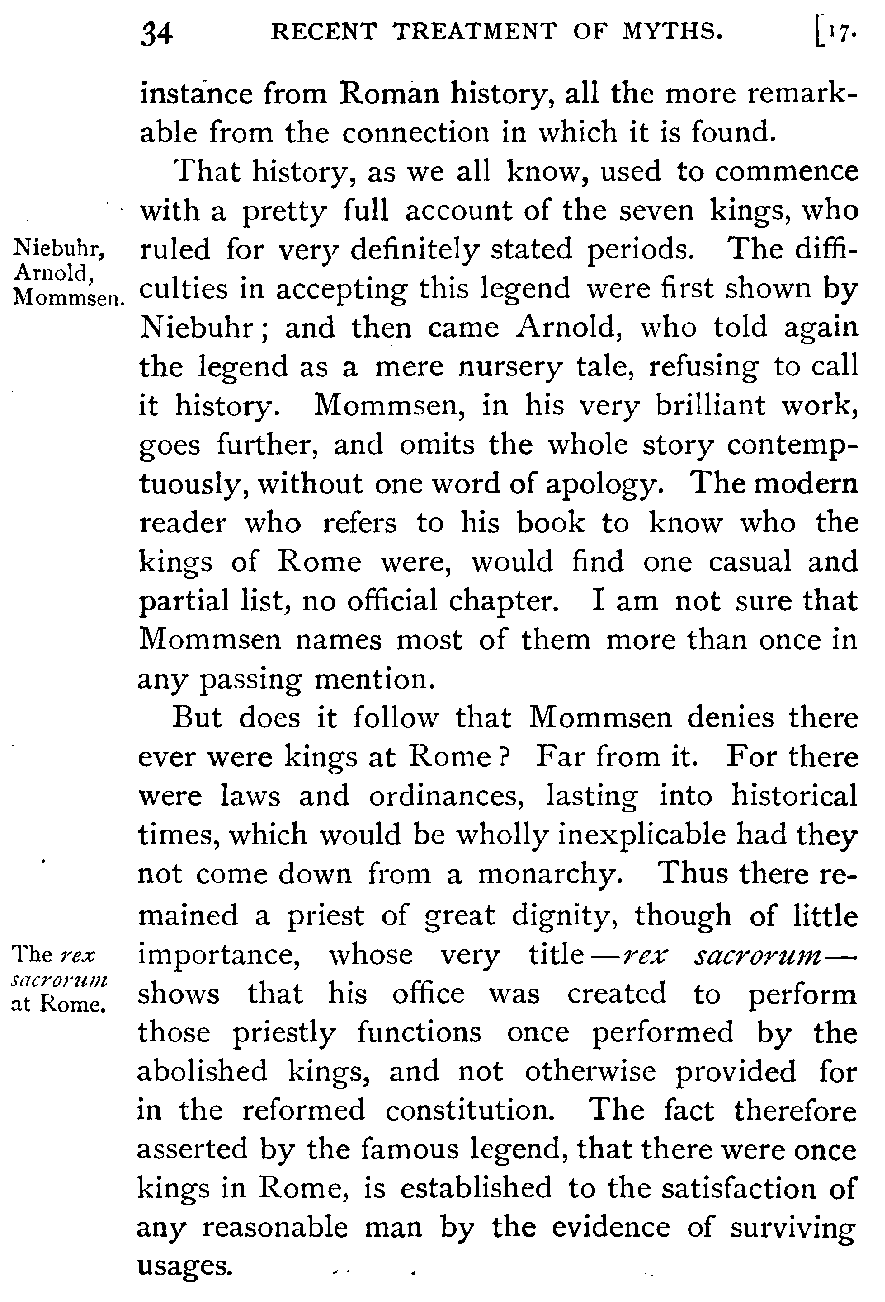 34 RECENT TREATMENT OF MYTHS. [17.
instance from Roman history, all the more remark-
able from the connection in which it is found.
That history, as we all know, used to commence
with a pretty full account of the seven kings, who
Niebuhr,
Arnold,
Mommsen.
ruled for very definitely stated periods. The diffi-
culties in accepting this legend were first shown by
Niebuhr; and then came Arnold, who told again
the legend as a mere nursery tale, refusing to call
it history. Mommsen, in his very brilliant work,
goes further, and omits the whole story contemp-
tuously, without one word of apology. The modern
reader who refers to his book to know who the
kings of Rome were, would find one casual and
partial list, no official chapter. I am not sure that
Mommsen names most of them more than once in
any passing mention.
But does it follow that Mommsen denies there
ever were kings at Rome? Far from it. For there
were laws and ordinances, lasting into historical
times, which would be wholly inexplicable had they
not come down from a monarchy. Thus there re-
mained a priest of great dignity, though of little
The rex
sacrorum
at Rome.
importance, whose very title—rex sacrorum—
shows that his office was created to perform
those priestly functions once performed by the
abolished kings, and not otherwise provided for
in the reformed constitution. The fact therefore
asserted by the famous legend, that there were once
kings in Rome, is established to the satisfaction of
any reasonable man by the evidence of surviving
usages.